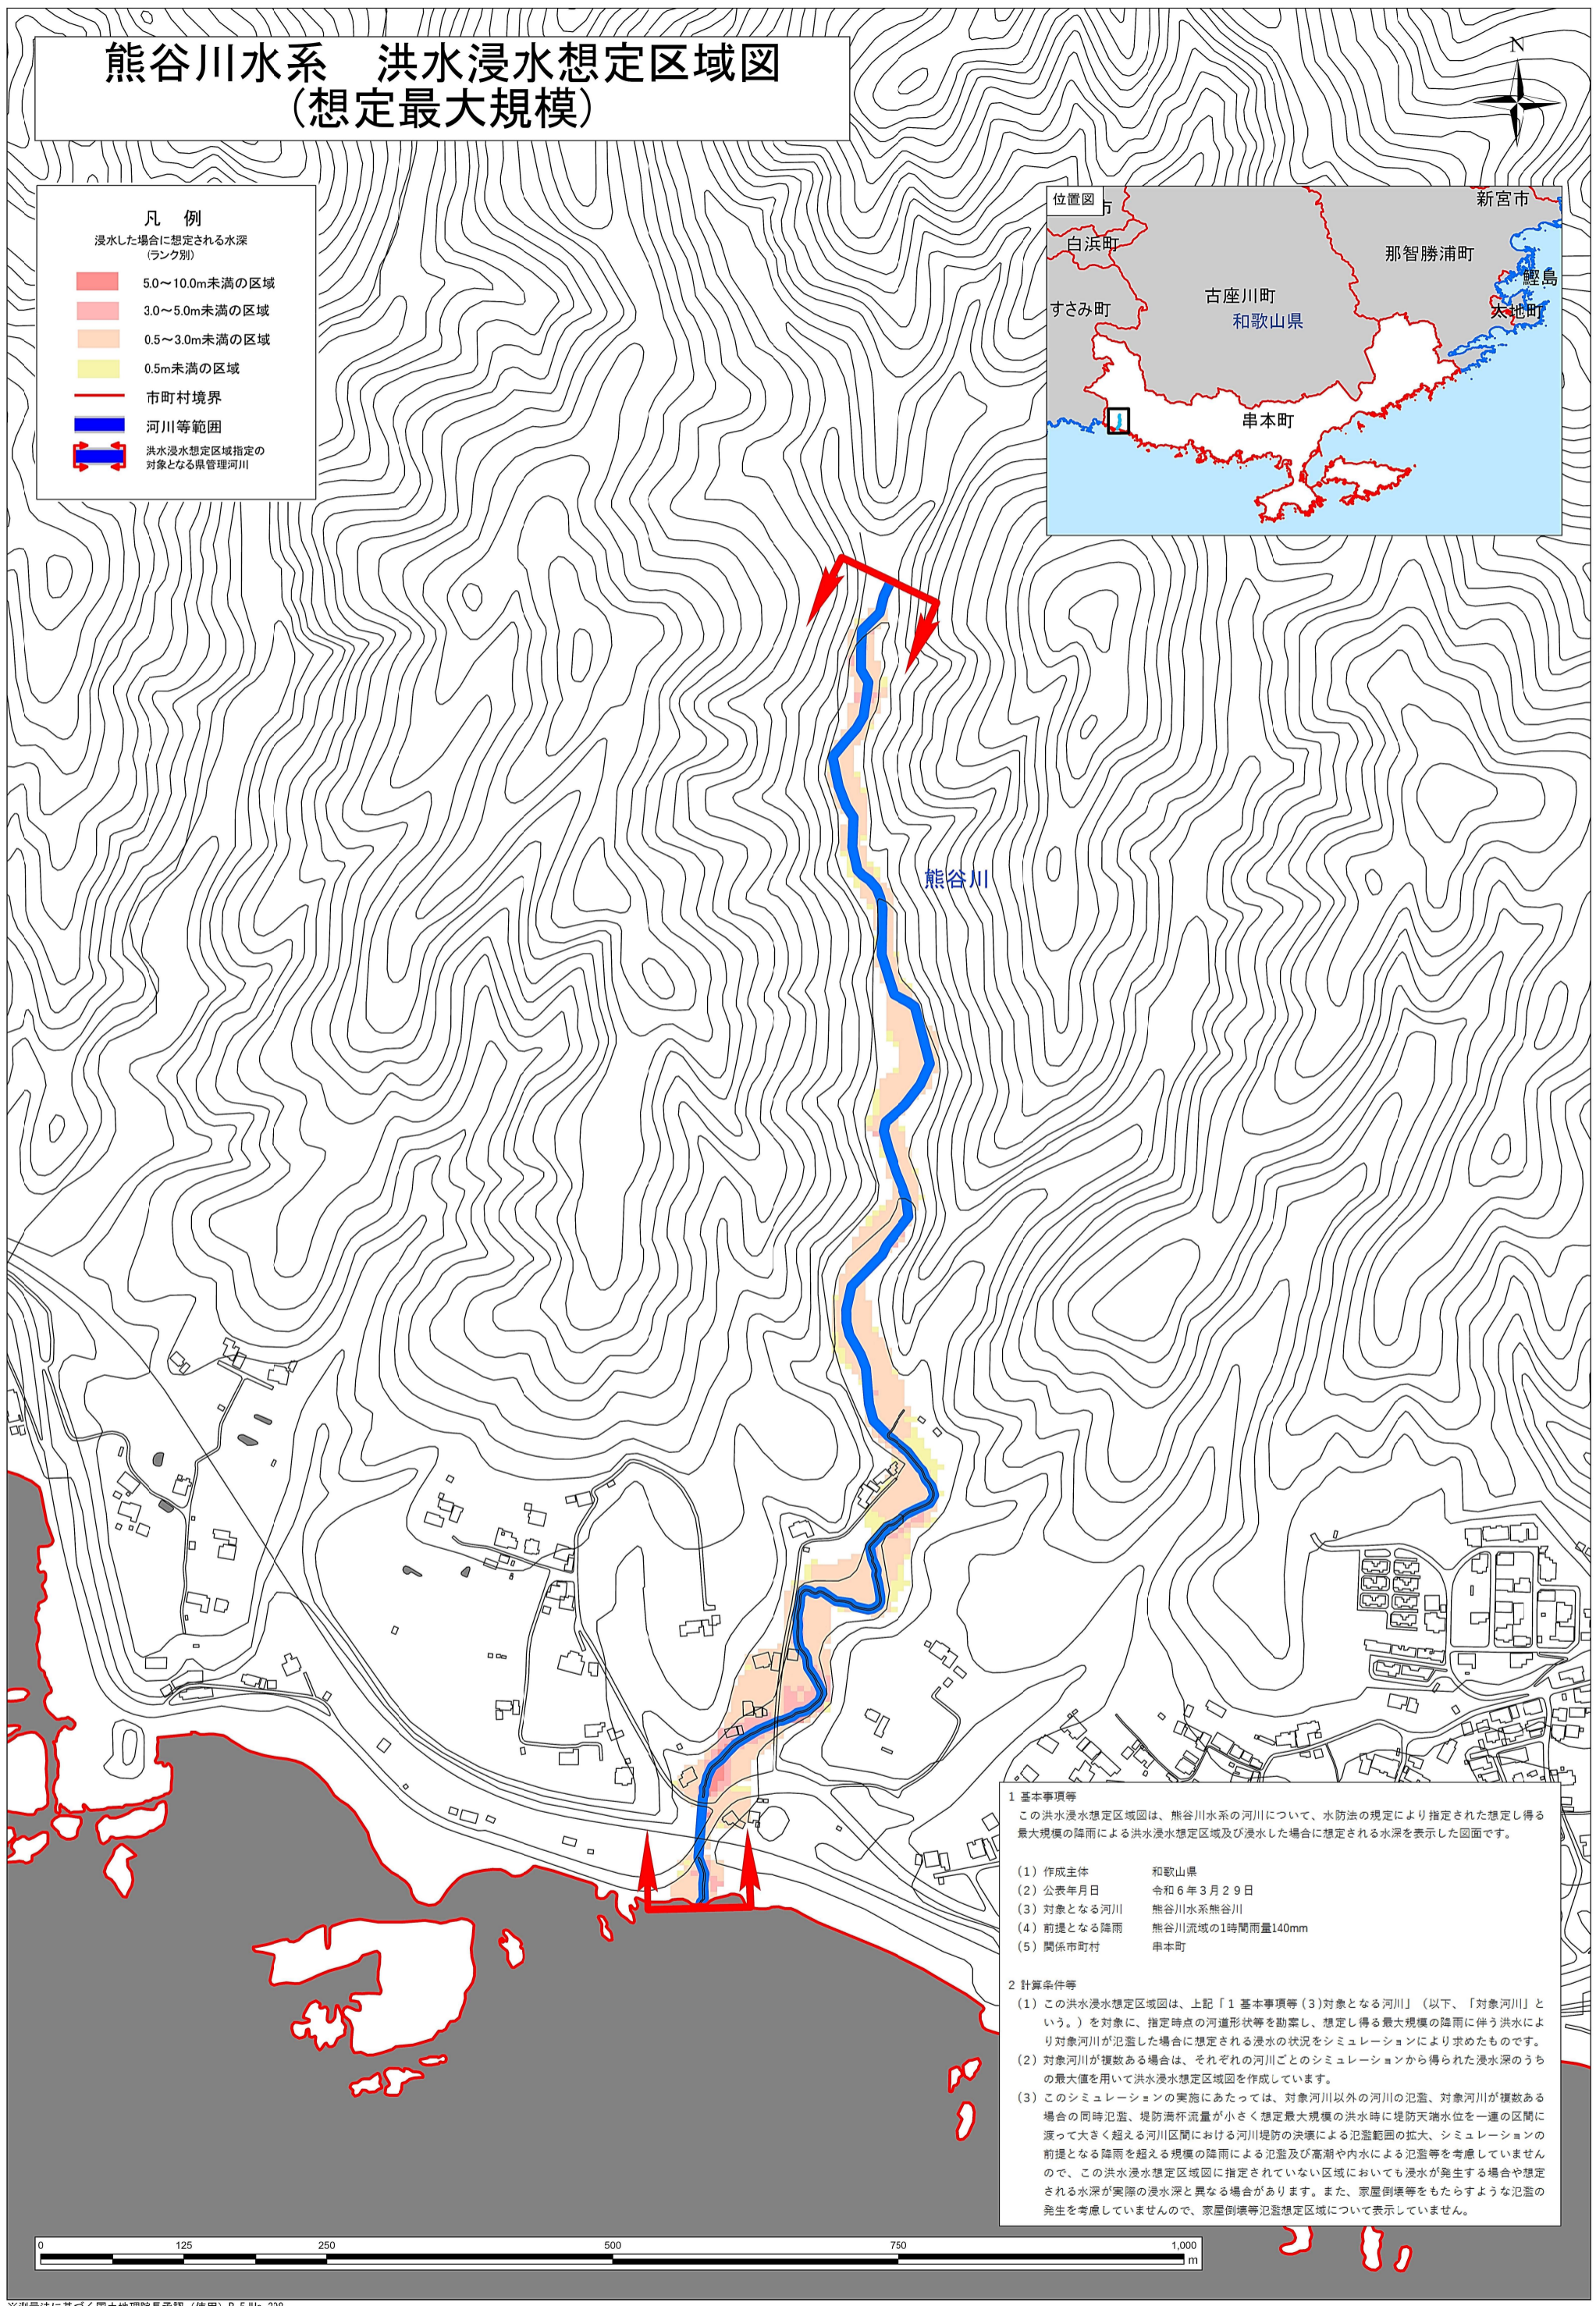 熊谷川水系　洪水浸水想定区域図
(想定最大規模)
N
凡　例
浸水した場合に想定される水深
(ランク別)
5.0～10.0m未満の区域
3.0～5.0m未満の区域
0.5～3.0m未満の区域
0.5m未満の区域
市町村境界
河川等範囲
洪水浸水想定区域指定の
対象となる県管理河川
位置図
市
新宮市
白浜町
那智勝浦町
鰹島
すさみ町
古座川町
太地町
和歌山県
串本町
熊谷川
1 基本事項等
この洪水浸水想定区域図は、熊谷川水系の河川について、水防法の規定により指定された想定し得る
最大規模の降雨による洪水浸水想定区域及び浸水した場合に想定される水深を表示した図面です。
(1) 作成主体　和歌山県
(2) 公表年月日　令和６年３月２９日
(3) 対象となる河川　熊谷川水系熊谷川
(4) 前提となる降雨　熊谷川流域の1時間雨量140mm
(5) 関係市町村　串本町
2 計算条件等
(1) この洪水浸水想定区域図は、上記「１ 基本事項等 (３)対象となる河川」（以下、「対象河川」と
いう。）を対象に、指定時点の河道形状等を勘案し、想定し得る最大規模の降雨に伴う洪水によ
り対象河川が氾濫した場合に想定される浸水の状況をシミュレーションにより求めたものです。
(2) 対象河川が複数ある場合は、それぞれの河川ごとのシミュレーションから得られた浸水深のうち
の最大値を用いて洪水浸水想定区域図を作成しています。
(3) このシミュレーションの実施にあたっては、対象河川以外の河川の氾濫、対象河川が複数ある
場合の同時氾濫、堤防満杯流量が小さく想定最大規模の洪水時に堤防天端水位を一連の区間に
渡って大きく超える河川区間における河川堤防の決壊による氾濫範囲の拡大、シミュレーションの
前提となる降雨を超える規模の降雨による氾濫及び高潮や内水による氾濫等を考慮していません
ので、この洪水浸水想定区域図に指定されていない区域においても浸水が発生する場合や想定
される水深が実際の浸水深と異なる場合があります。また、家屋倒壊等をもたらすような氾濫の
発生を考慮していませんので、家屋倒壊等氾濫想定区域について表示していません。
0 125 250 500 750 1,000
m